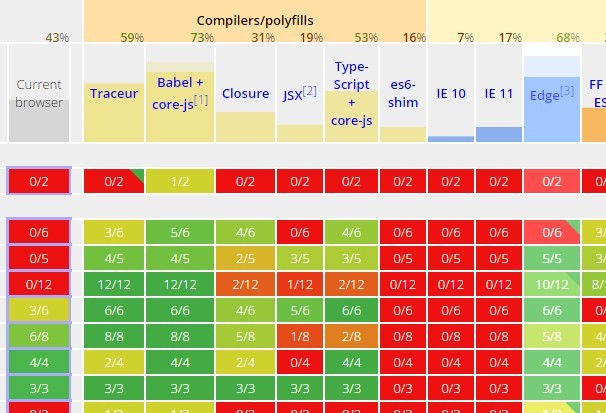 Compilers/polyfills
43% 59% 73% 31% 19% 53% 16% 7% 17% 68%
Current browser Traceur Babel + core-js[1] Closure JSX[2] Type-Script + core-js es6-shim IE 10 IE 11 Edge[3] FF ES
0/2 0/2 1/2 0/2 0/2 0/2 0/2 0/2 0/2 0/2
0/6 3/6 5/6 4/6 0/6 4/6 0/6 0/6 0/6 0/6 3/
0/5 4/5 4/5 2/5 3/5 3/5 0/5 0/5 0/5 5/5 3/
0/12 12/12 12/12 2/12 1/12 2/12 0/12 0/12 0/12 10/12 8/1
3/6 6/6 6/6 4/6 5/6 6/6 0/6 0/6 0/6 6/6
6/8 8/8 8/8 5/8 1/8 2/8 0/8 0/8 0/8 5/8 4/
4/4 2/4 4/4 2/4 0/4 4/4 0/4 0/4 0/4 4/4 2/
3/3 3/3 3/3 3/3 3/3 3/3 0/3 0/3 0/3 3/3